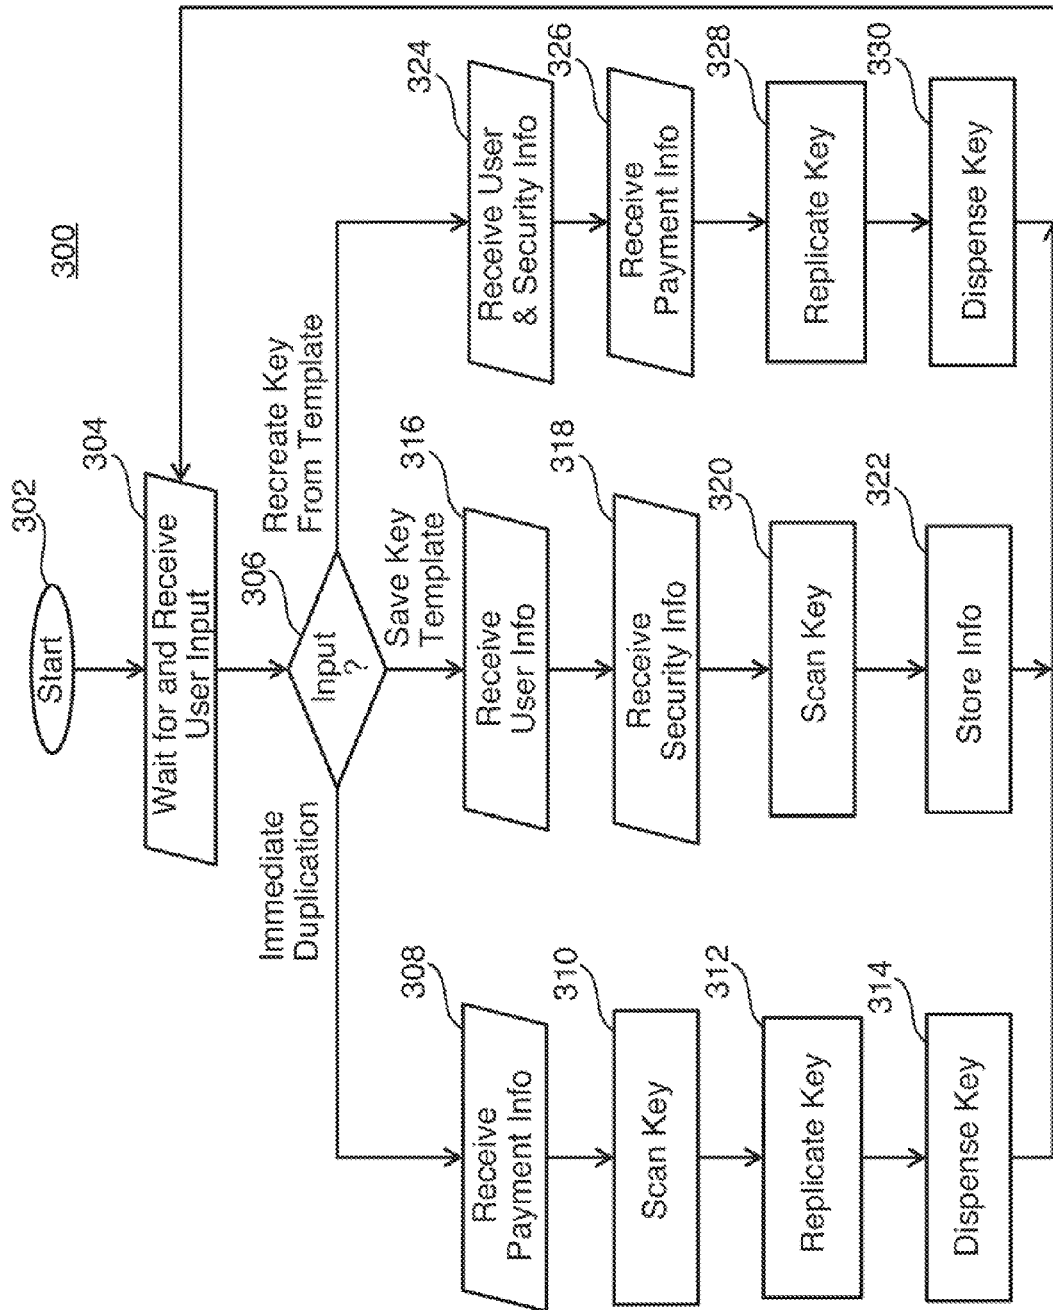 300
302
Start
304
Wait for and Receive
User Input
306
Input
?
Immediate
Duplication
Save Key
Template
Recreate Key
From Template
308
Receive
Payment Info
310
Scan Key
312
Replicate Key
314
Dispense Key
316
Receive
User Info
318
Receive
Security Info
320
Scan Key
322
Store Info
324
Receive User
& Security Info
326
Receive
Payment Info
328
Replicate Key
330
Dispense Key